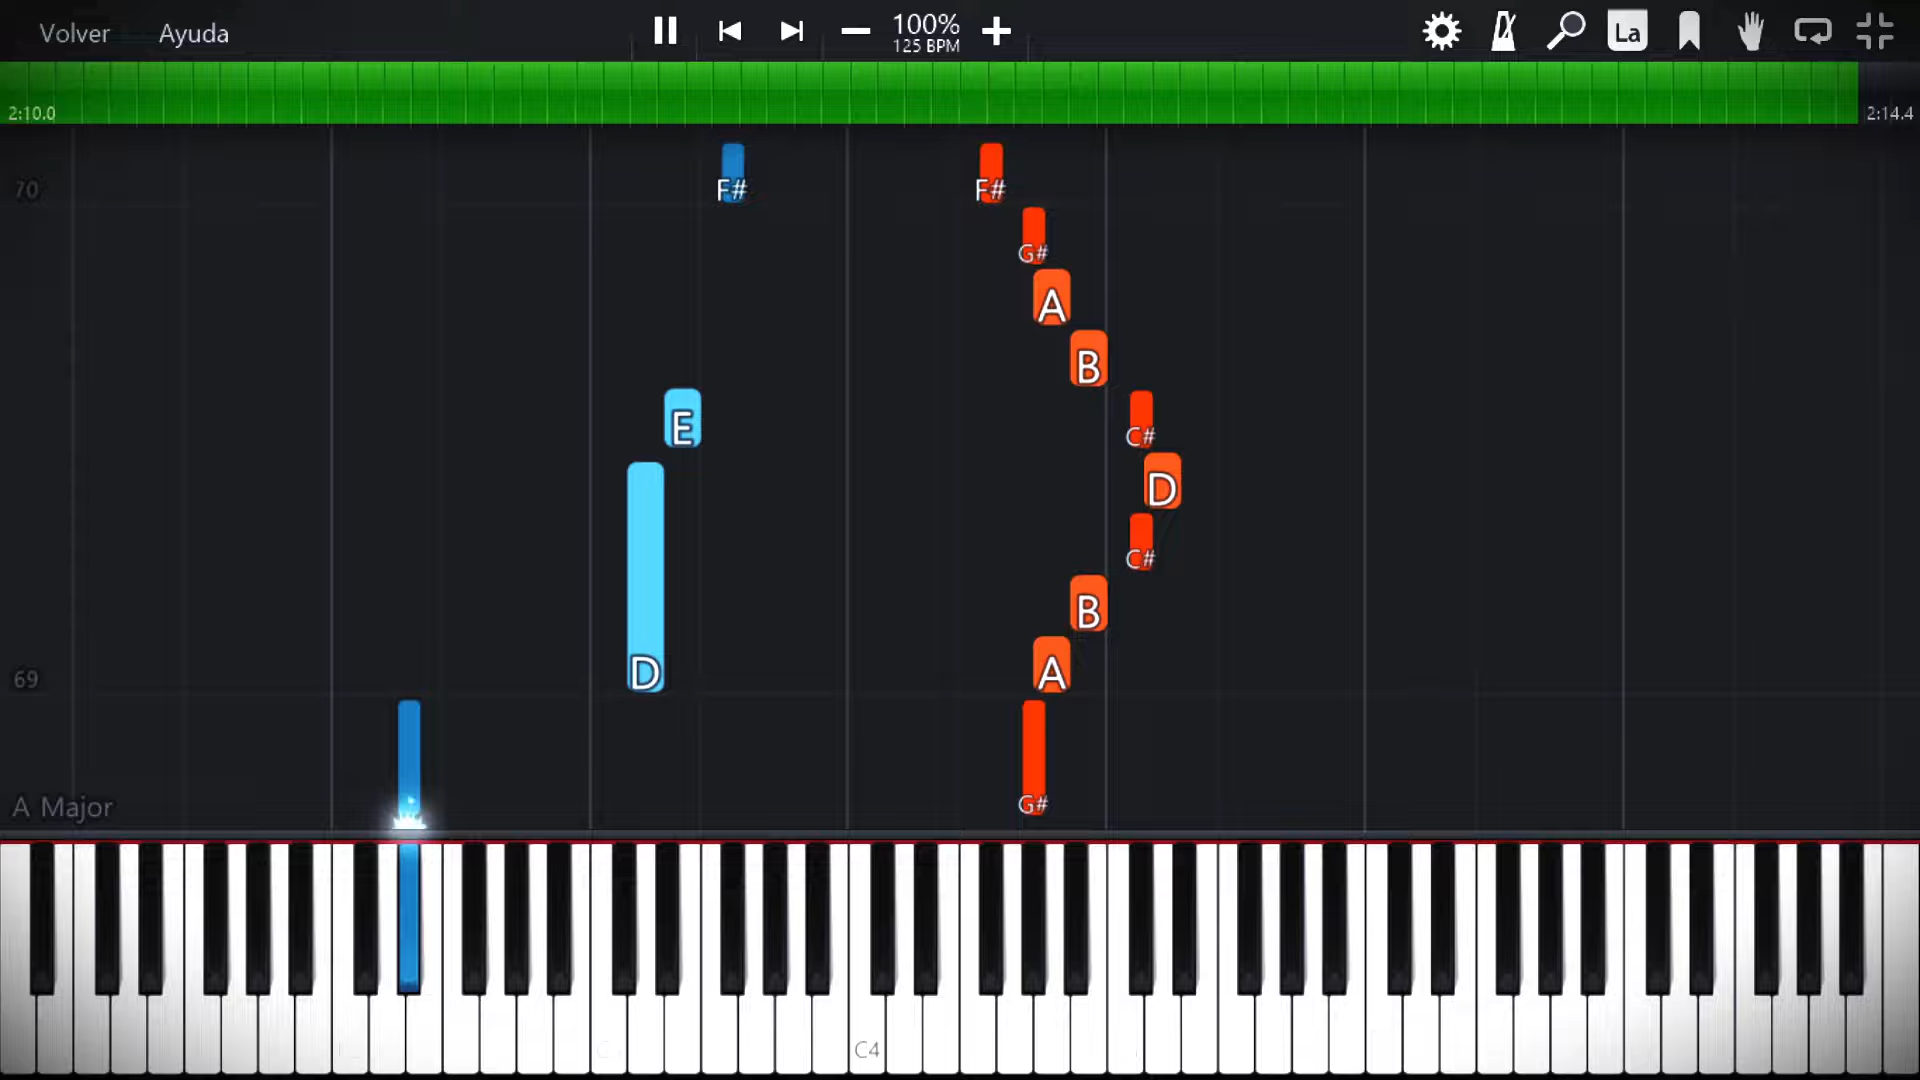 Volver Ayuda 100% La
125 BPM
2:10.0 2:14.4
70 F# F#
G#
A
B
E C#
D
C#
B
69 D A
A Major G#
C4